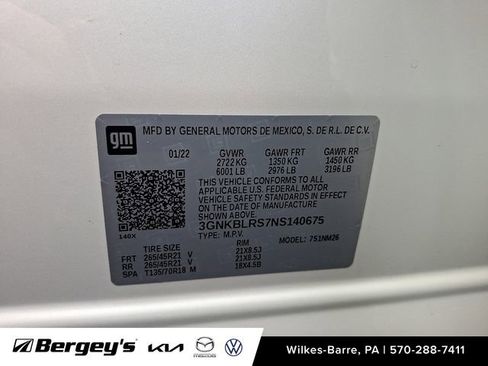 gm
MFD BY GENERAL MOTORS DE MEXICO, S. DE R.L. DE C.V.
01/22 GVWR GAWR FRT GAWR RR
2722 KG 1350 KG 1450 KG
6001 LB 2976 LB 3196 LB
THIS VEHICLE CONFORMS TO ALL
APPLICABLE U.S. FEDERAL MOTOR
VEHICLE SAFETY STANDARDS IN EFFECT
ON THE DATE OF MANUFACTURE SHOWN ABOVE.
3GNKBLRS7NS140675
TYPE: M.P.V. MODEL: 751NM26
140X
TIRE SIZE RIM
FRT 265/45R21 V 21X8.5J
RR 265/45R21 V 21X8.5J
SPA T135/70R18 M 18X4.5B
Bergey's KIA mazda Wilkes-Barre, PA | 570-288-7411